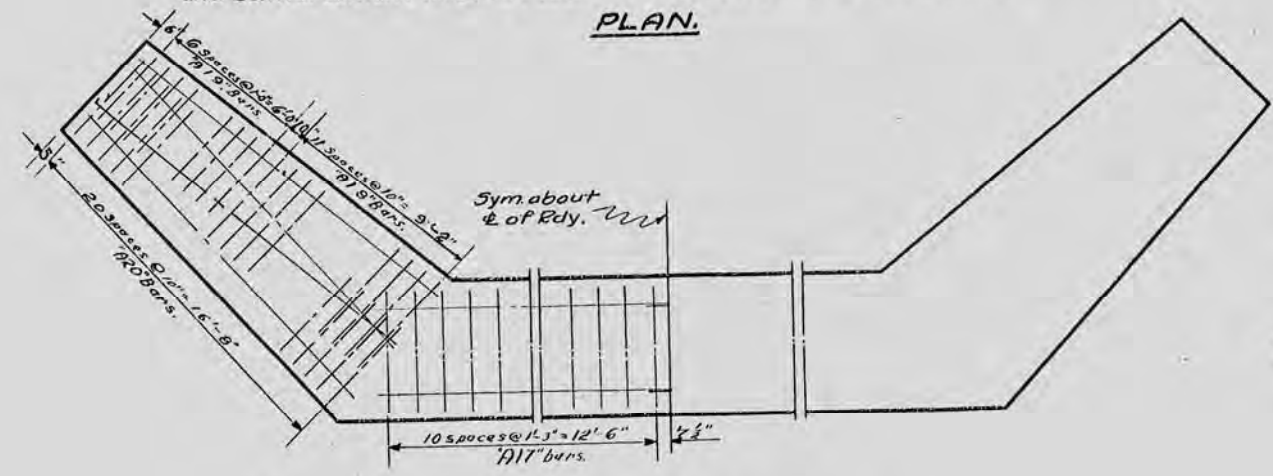 PLAN.
6"
6 spaces @ 1'-0" = 6'-0"
"A19" Bars.
10"
11 spaces @ 10" = 9'-2"
"A18" Bars.
Sym. about
℄ of Rdy.
5"
20 spaces @ 10" = 16'-8"
"A20" Bars.
10 spaces @ 1'-3" = 12'-6"
"A17" bars.
7½"